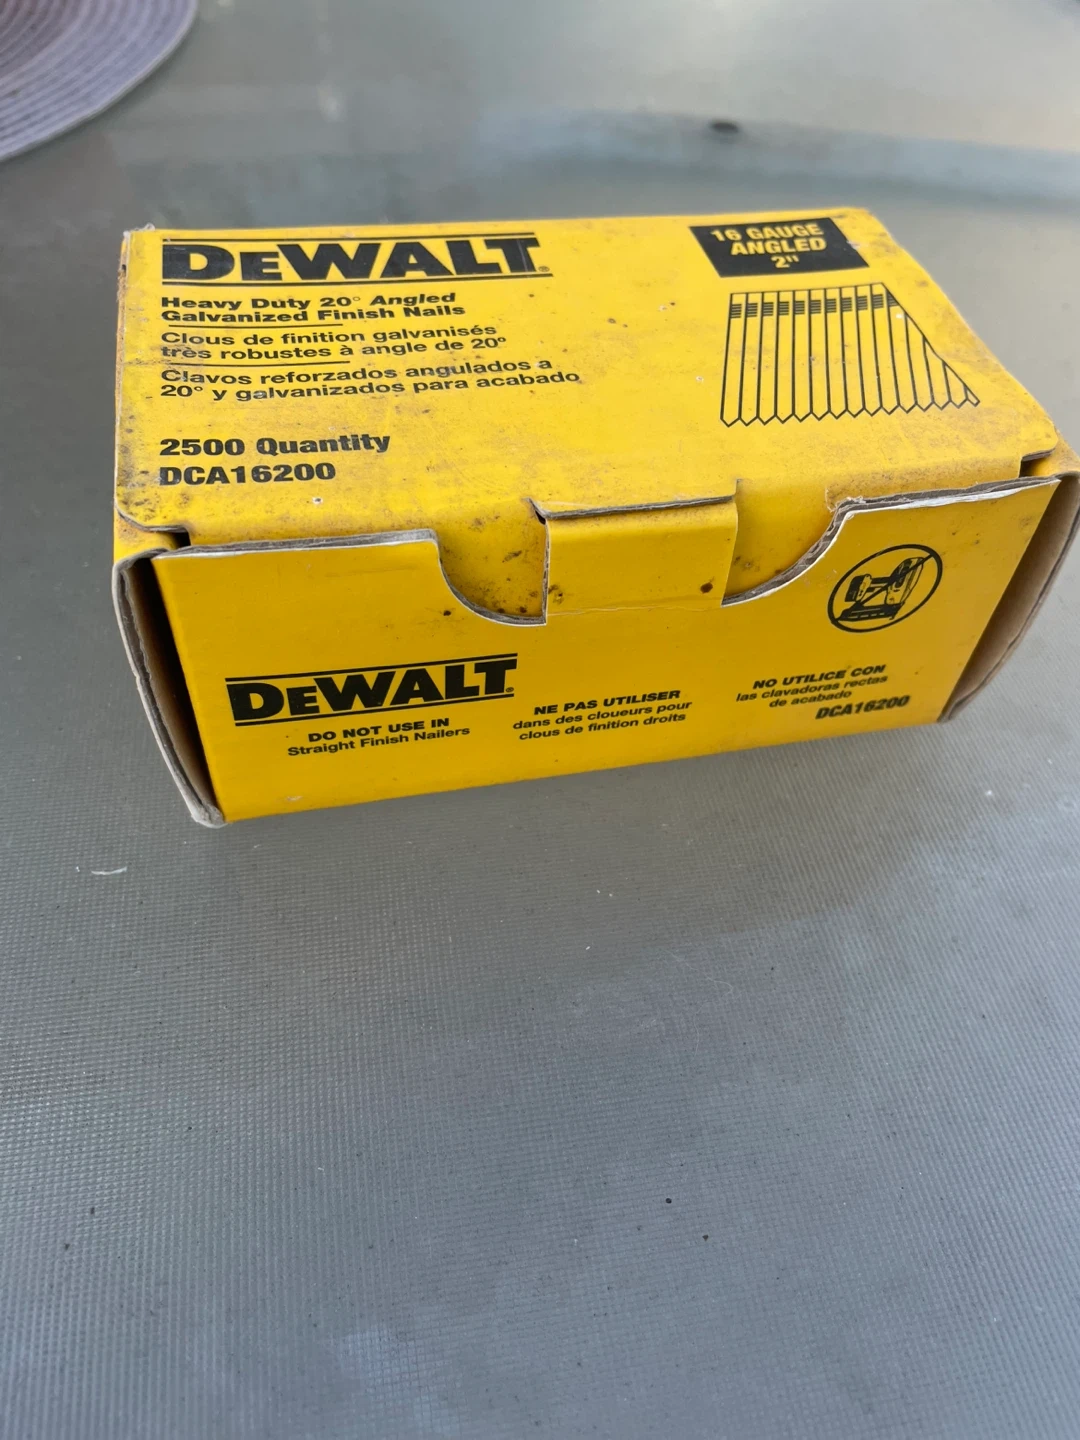 DEWALT®
Heavy Duty 20° Angled
Galvanized Finish Nails
Clous de finition galvanisés
très robustes à angle de 20°
Clavos reforzados angulados a
20° y galvanizados para acabado
2500 Quantity
DCA16200
16 GAUGE
ANGLED
2"
DEWALT®
DO NOT USE IN
Straight Finish Nailers
NE PAS UTILISER
dans des cloueurs pour
clous de finition droits
NO UTILICE CON
las clavadoras rectas
de acabado
DCA16200